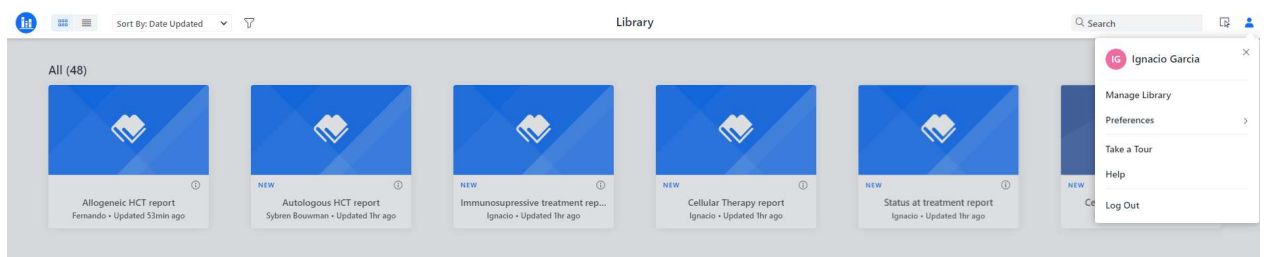 Sort By: Date Updated
Library
Search
All (48)
IG Ignacio Garcia
Manage Library
Preferences
Take a Tour
Help
Log Out
Allogeneic HCT report
Fernando • Updated 53min ago
NEW
Autologous HCT report
Sybren Bouwman • Updated 1hr ago
NEW
Immunosupressive treatment rep...
Ignacio • Updated 1hr ago
NEW
Cellular Therapy report
Ignacio • Updated 1hr ago
NEW
Status at treatment report
Ignacio • Updated 1hr ago
NEW
Ce